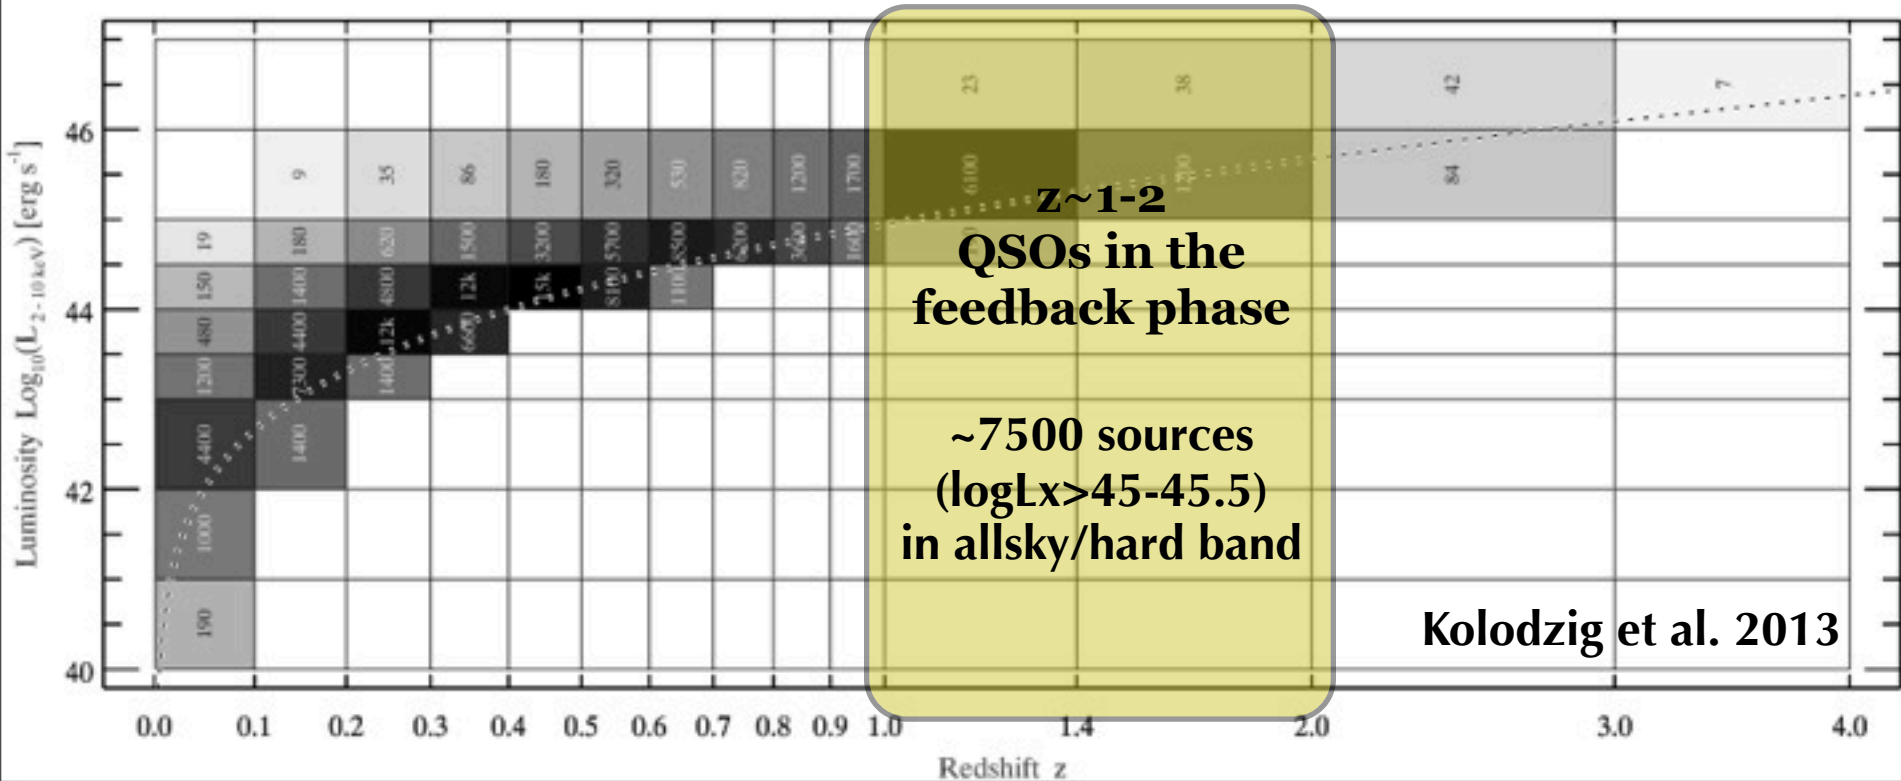 Luminosity Log10(L2-10 keV) [erg s-1]
46
44
42
40
23 38 42 7
9 35 86 180 320 530 820 1200 1700 6100 84
19 180 620 1500 3200 5700
150 1400 4800 12k 15k
480 4400 12k
1200 7300 1400
4400 1400
1000
190
z~1-2
QSOs in the
feedback phase
~7500 sources
(logLx>45-45.5)
in allsky/hard band
Kolodzig et al. 2013
0.0 0.1 0.2 0.3 0.4 0.5 0.6 0.7 0.8 0.9 1.0 1.4 2.0 3.0 4.0
Redshift z